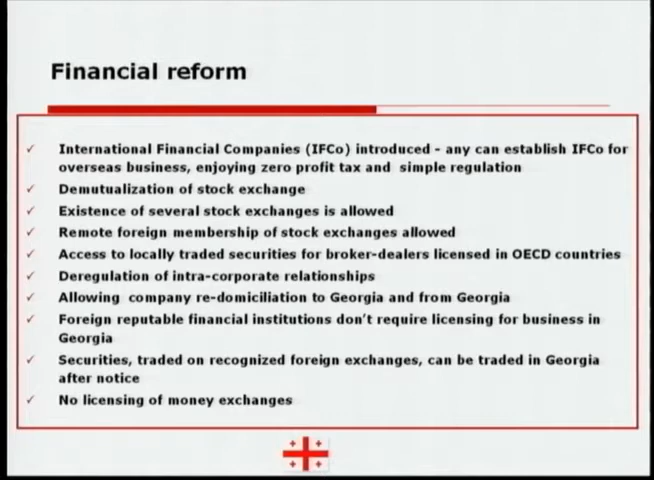 Financial reform
International Financial Companies (IFCo) introduced - any can establish IFCo for
overseas business, enjoying zero profit tax and simple regulation
Demutualization of stock exchange
Existence of several stock exchanges is allowed
Remote foreign membership of stock exchanges allowed
Access to locally traded securities for broker-dealers licensed in OECD countries
Deregulation of intra-corporate relationships
Allowing company re-domiciliation to Georgia and from Georgia
Foreign reputable financial institutions don't require licensing for business in
Georgia
Securities, traded on recognized foreign exchanges, can be traded in Georgia
after notice
No licensing of money exchanges